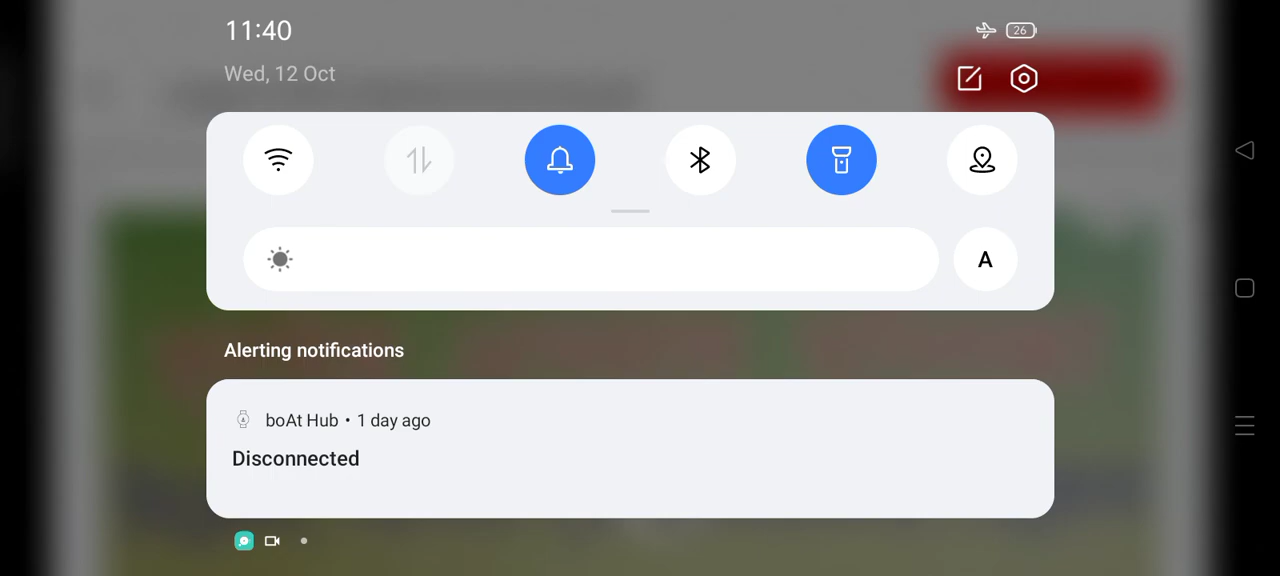 11:40
26
Wed, 12 Oct
A
Alerting notifications
boAt Hub • 1 day ago
Disconnected